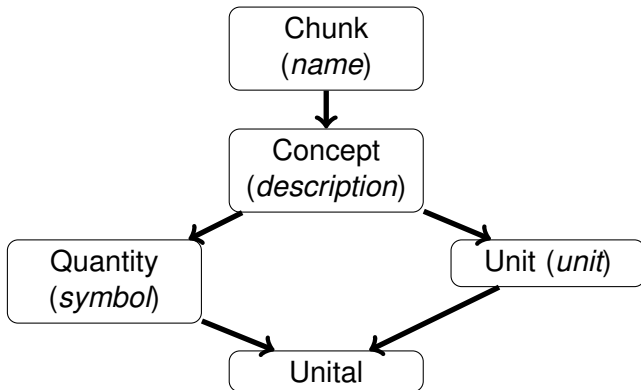 Chunk
(name)
Concept
(description)
Quantity
(symbol)
Unit (unit)
Unital